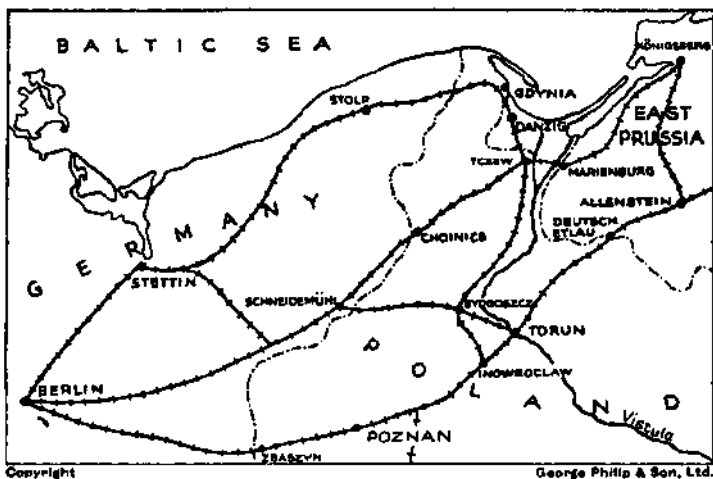 BALTIC SEA
KÖNIGSBERG
GDYNIA
STOLP
DANZIG
EAST
PRUSSIA
TCZEW
MARIENBURG
ALLENSTEIN
GERMANY
CHOINICE
DEUTSCH
EYLAU
STETTIN
SCHNEIDEMÜHL
BYDGOSZCZ
TORUN
POLAND
INOWROCLAW
BERLIN
Vistula
POZNAN
ZBASZYN
Copyright
George Philip & Son, Ltd.